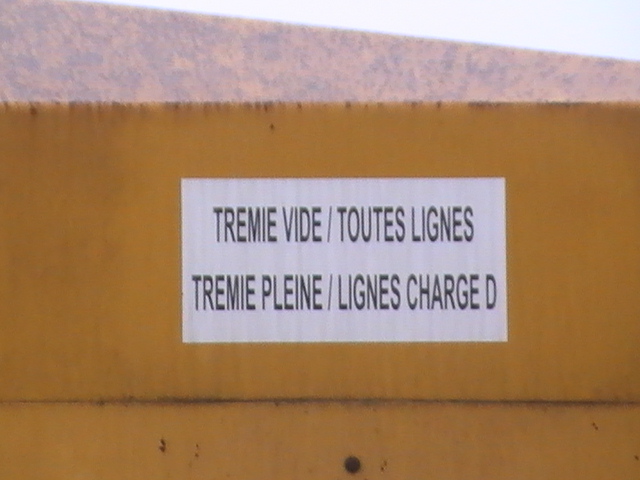 TREMIE VIDE / TOUTES LIGNES
TREMIE PLEINE / LIGNES CHARGE D